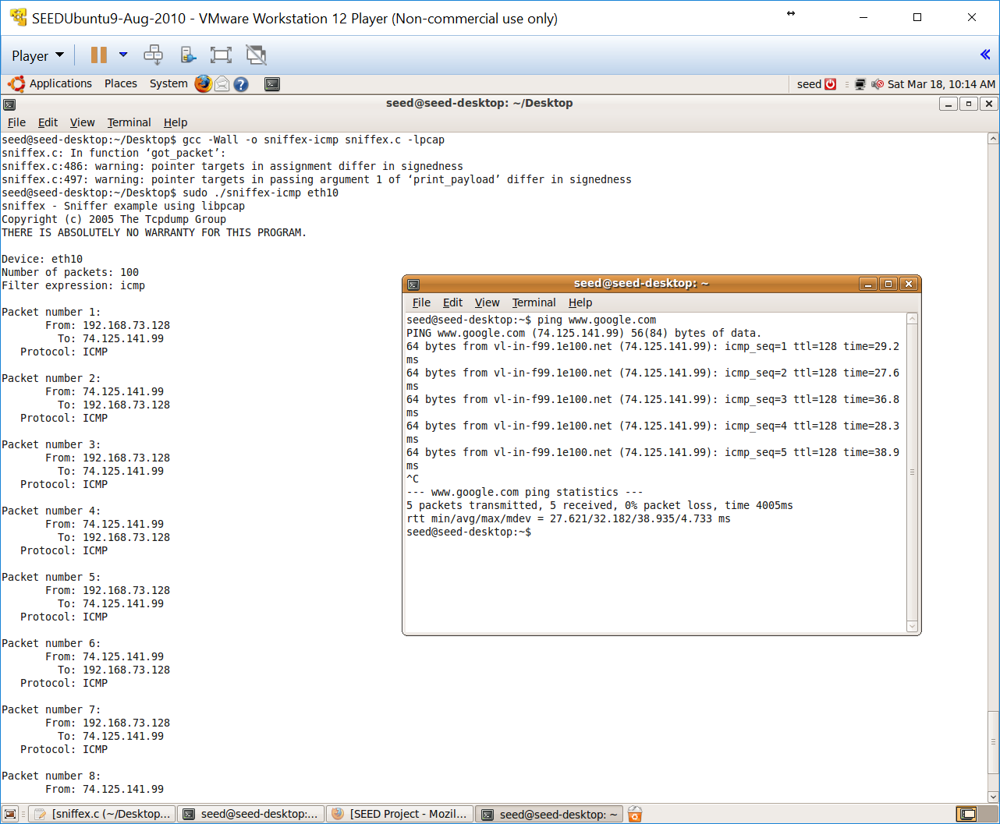 SEEDUbuntu9-Aug-2010 - VMware Workstation 12 Player (Non-commercial use only)
Player
Applications Places System
seed Sat Mar 18, 10:14 AM
seed@seed-desktop: ~/Desktop
File Edit View Terminal Help
seed@seed-desktop:~/Desktop$ gcc -Wall -o sniffex-icmp sniffex.c -lpcap
sniffex.c: In function ‘got_packet’:
sniffex.c:486: warning: pointer targets in assignment differ in signedness
sniffex.c:497: warning: pointer targets in passing argument 1 of ‘print_payload’ differ in signedness
seed@seed-desktop:~/Desktop$ sudo ./sniffex-icmp eth10
sniffex - Sniffer example using libpcap
Copyright (c) 2005 The Tcpdump Group
THERE IS ABSOLUTELY NO WARRANTY FOR THIS PROGRAM.
Device: eth10
Number of packets: 100
Filter expression: icmp
Packet number 1:
From: 192.168.73.128
To: 74.125.141.99
Protocol: ICMP
Packet number 2:
From: 74.125.141.99
To: 192.168.73.128
Protocol: ICMP
Packet number 3:
From: 192.168.73.128
To: 74.125.141.99
Protocol: ICMP
Packet number 4:
From: 74.125.141.99
To: 192.168.73.128
Protocol: ICMP
Packet number 5:
From: 192.168.73.128
To: 74.125.141.99
Protocol: ICMP
Packet number 6:
From: 74.125.141.99
To: 192.168.73.128
Protocol: ICMP
Packet number 7:
From: 192.168.73.128
To: 74.125.141.99
Protocol: ICMP
Packet number 8:
From: 74.125.141.99
seed@seed-desktop: ~
File Edit View Terminal Help
seed@seed-desktop:~$ ping www.google.com
PING www.google.com (74.125.141.99) 56(84) bytes of data.
64 bytes from vl-in-f99.1e100.net (74.125.141.99): icmp_seq=1 ttl=128 time=29.2
ms
64 bytes from vl-in-f99.1e100.net (74.125.141.99): icmp_seq=2 ttl=128 time=27.6
ms
64 bytes from vl-in-f99.1e100.net (74.125.141.99): icmp_seq=3 ttl=128 time=36.8
ms
64 bytes from vl-in-f99.1e100.net (74.125.141.99): icmp_seq=4 ttl=128 time=28.3
ms
64 bytes from vl-in-f99.1e100.net (74.125.141.99): icmp_seq=5 ttl=128 time=38.9
ms
^C
--- www.google.com ping statistics ---
5 packets transmitted, 5 received, 0% packet loss, time 4005ms
rtt min/avg/max/mdev = 27.621/32.182/38.935/4.733 ms
seed@seed-desktop:~$
[sniffex.c (~/Desktop... seed@seed-desktop:... [SEED Project - Mozil... seed@seed-desktop: ~